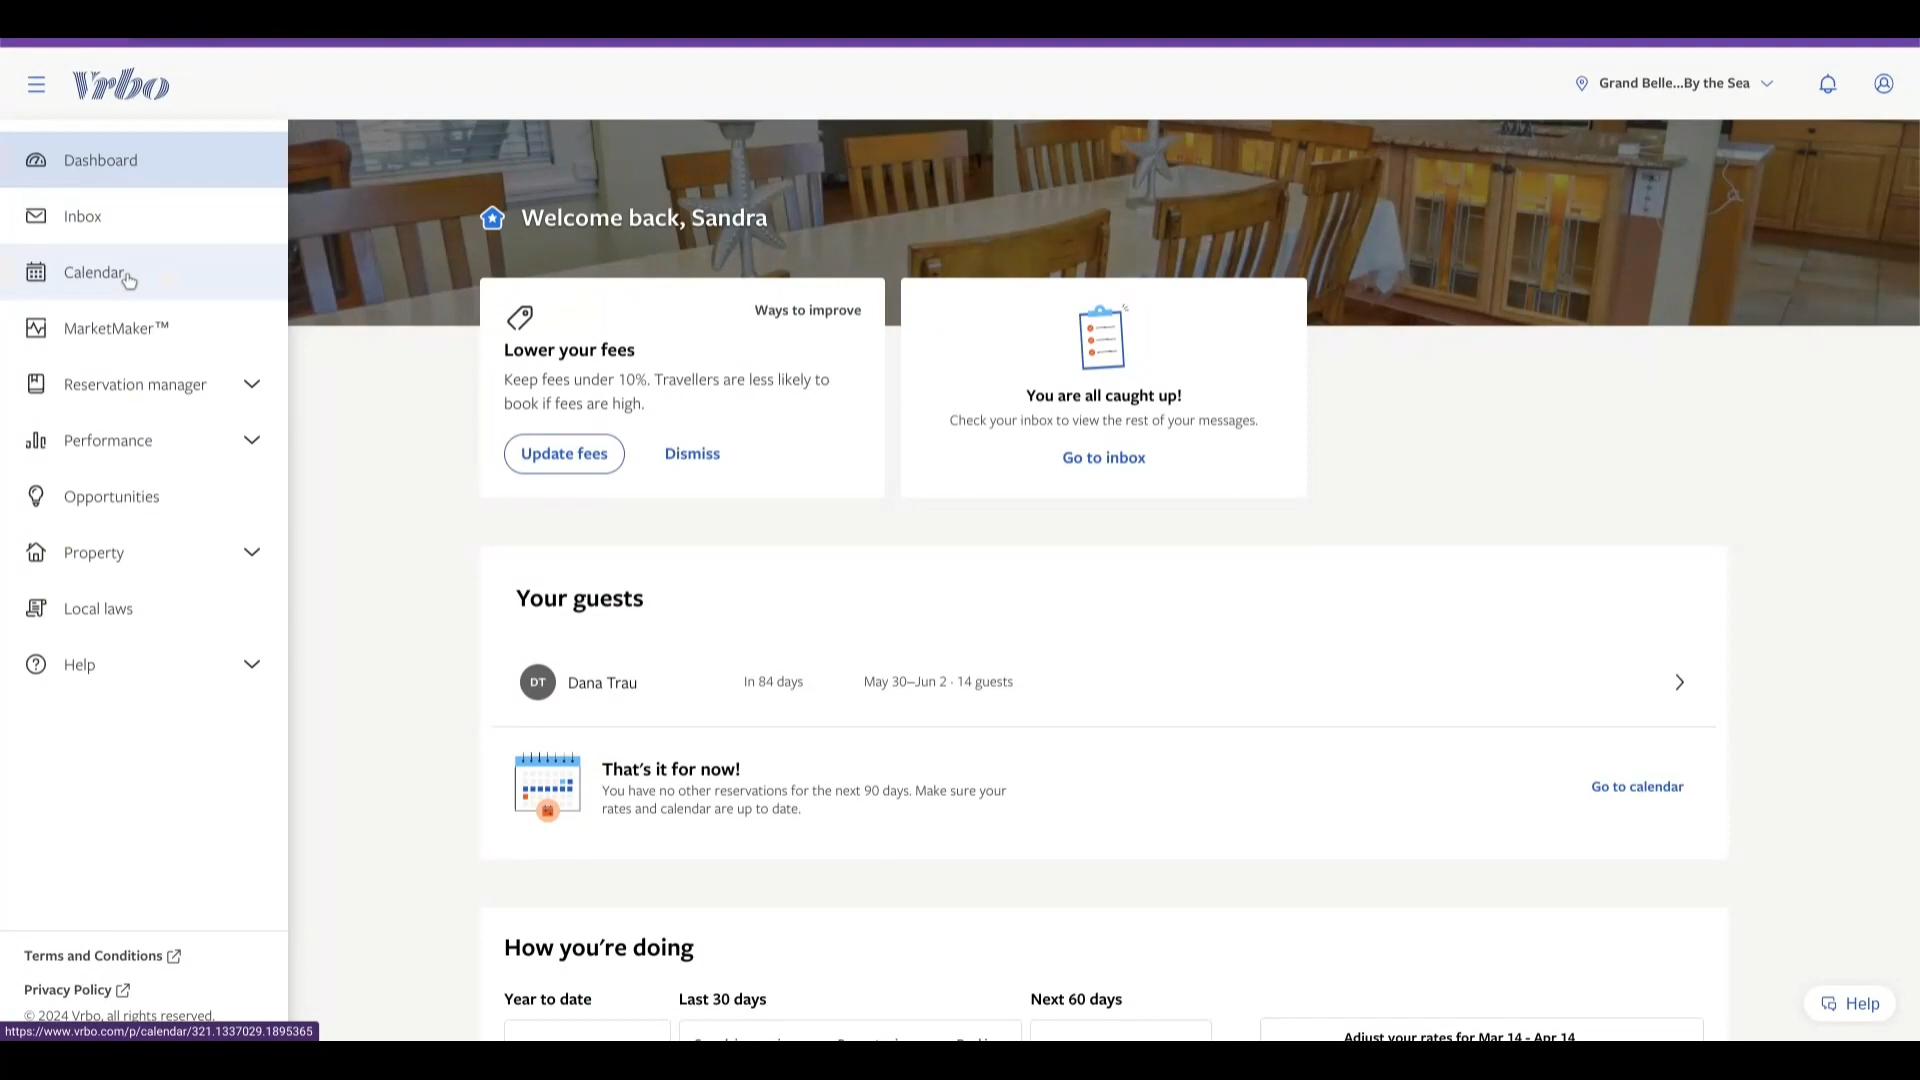 Vrbo
Grand Belle...By the Sea
Dashboard
Inbox
Calendar
MarketMaker™
Reservation manager
Performance
Opportunities
Property
Local laws
Help
Terms and Conditions
Privacy Policy
© 2024 Vrbo, all rights reserved.
https://www.vrbo.com/p/calendar/321.1337029.1895365
Welcome back, Sandra
Ways to improve
Lower your fees
Keep fees under 10%. Travellers are less likely to
book if fees are high.
Update fees Dismiss
You are all caught up!
Check your inbox to view the rest of your messages.
Go to inbox
Your guests
DT Dana Trau In 84 days May 30–Jun 2 · 14 guests
That's it for now!
You have no other reservations for the next 90 days. Make sure your
rates and calendar are up to date.
Go to calendar
How you're doing
Year to date Last 30 days Next 60 days
Adjust your rates for Mar 14 - Apr 14
Help